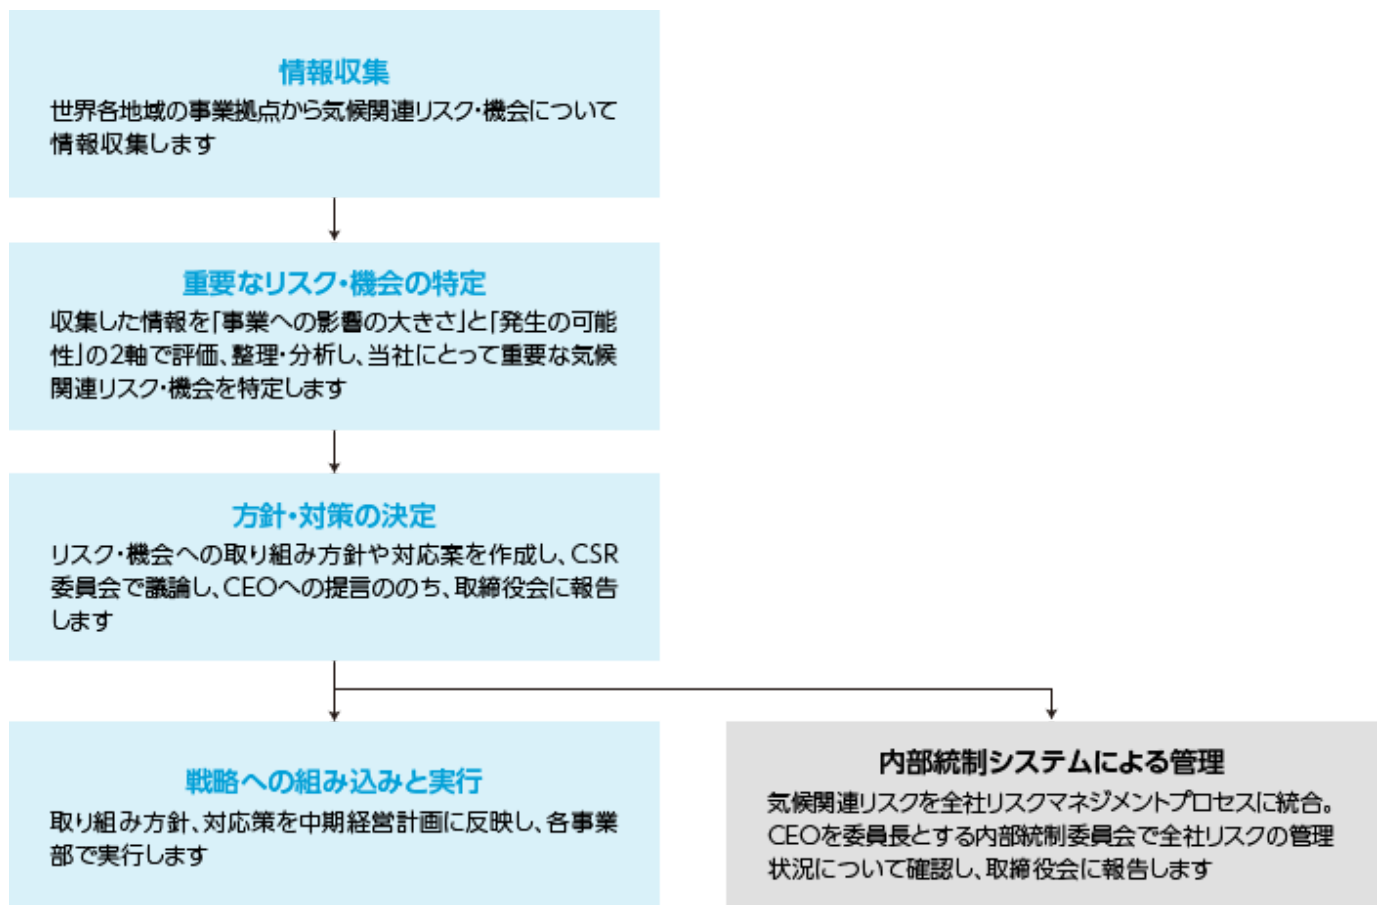 情報収集
世界各地域の事業拠点から気候関連リスク・機会について
情報収集します
重要なリスク・機会の特定
収集した情報を「事業への影響の大きさ」と「発生の可能
性」の2軸で評価、整理・分析し、当社にとって重要な気候
関連リスク・機会を特定します
方針・対策の決定
リスク・機会への取り組み方針や対応案を作成し、CSR
委員会で議論し、CEOへの提言ののち、取締役会に報告
します
戦略への組み込みと実行
取り組み方針、対応策を中期経営計画に反映し、各事業
部で実行します
内部統制システムによる管理
気候関連リスクを全社リスクマネジメントプロセスに統合。
CEOを委員長とする内部統制委員会で全社リスクの管理
状況について確認し、取締役会に報告します